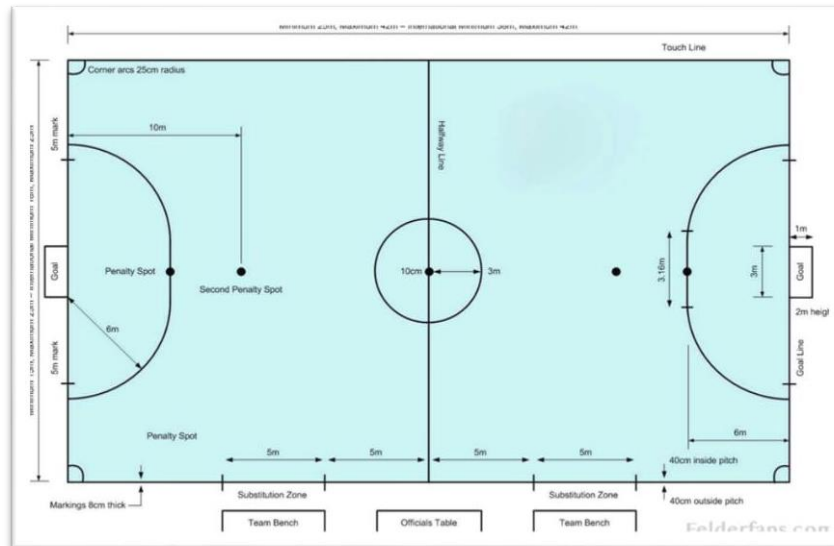 Minimum 25m, Maximum 42m – International Minimum 38m, Maximum 42m
Touch Line
Corner arcs 25cm radius
5m mark
10m
Halfway Line
1m
Goal
Penalty Spot
Second Penalty Spot
10cm
3m
3.16m
3m
Goal
2m heigh
6m
5m mark
Goal Line
Penalty Spot
6m
5m
5m
5m
5m
40cm inside pitch
Markings 8cm thick
Substitution Zone
Substitution Zone
40cm outside pitch
Team Bench
Officials Table
Team Bench
Felderfans.com